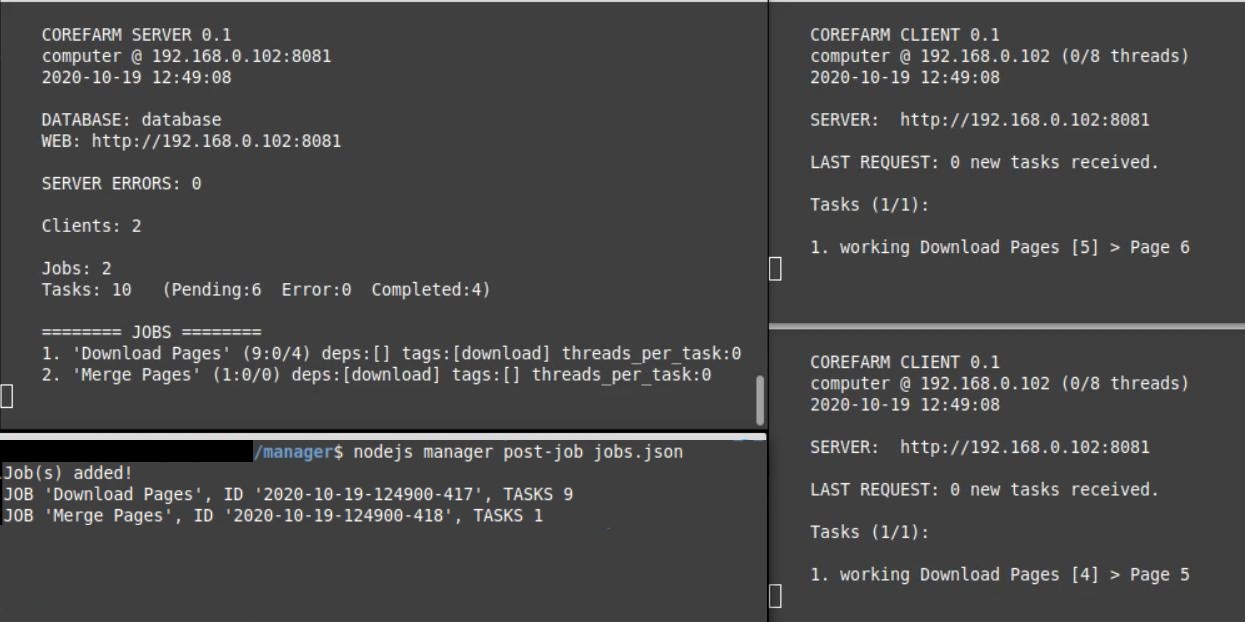 COREFARM SERVER 0.1
computer @ 192.168.0.102:8081
2020-10-19 12:49:08
DATABASE: database
WEB: http://192.168.0.102:8081
SERVER ERRORS: 0
Clients: 2
Jobs: 2
Tasks: 10   (Pending:6  Error:0  Completed:4)
======== JOBS ========
1. 'Download Pages' (9:0/4) deps:[] tags:[download] threads_per_task:0
2. 'Merge Pages' (1:0/0) deps:[download] tags:[] threads_per_task:0
/manager$ nodejs manager post-job jobs.json
Job(s) added!
JOB 'Download Pages', ID '2020-10-19-124900-417', TASKS 9
JOB 'Merge Pages', ID '2020-10-19-124900-418', TASKS 1
COREFARM CLIENT 0.1
computer @ 192.168.0.102 (0/8 threads)
2020-10-19 12:49:08
SERVER:  http://192.168.0.102:8081
LAST REQUEST: 0 new tasks received.
Tasks (1/1):
1. working Download Pages [5] > Page 6
COREFARM CLIENT 0.1
computer @ 192.168.0.102 (0/8 threads)
2020-10-19 12:49:08
SERVER:  http://192.168.0.102:8081
LAST REQUEST: 0 new tasks received.
Tasks (1/1):
1. working Download Pages [4] > Page 5